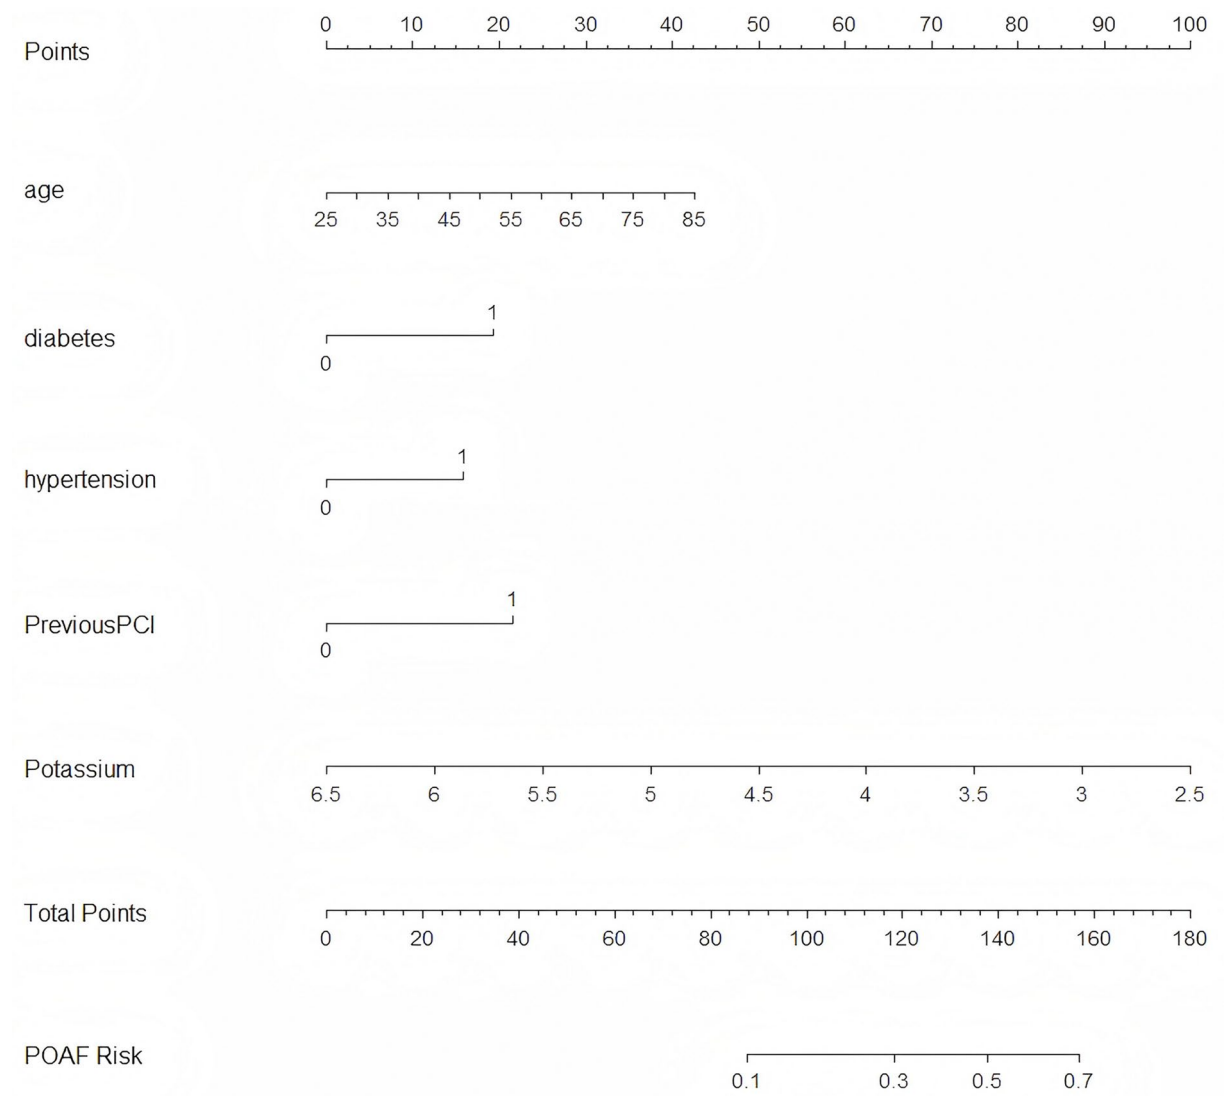 0 10 20 30 40 50 60 70 80 90 100
Points
age
25 35 45 55 65 75 85
1
diabetes
0
1
hypertension
0
1
PreviousPCI
0
Potassium
6.5 6 5.5 5 4.5 4 3.5 3 2.5
Total Points
0 20 40 60 80 100 120 140 160 180
POAF Risk
0.1 0.3 0.5 0.7